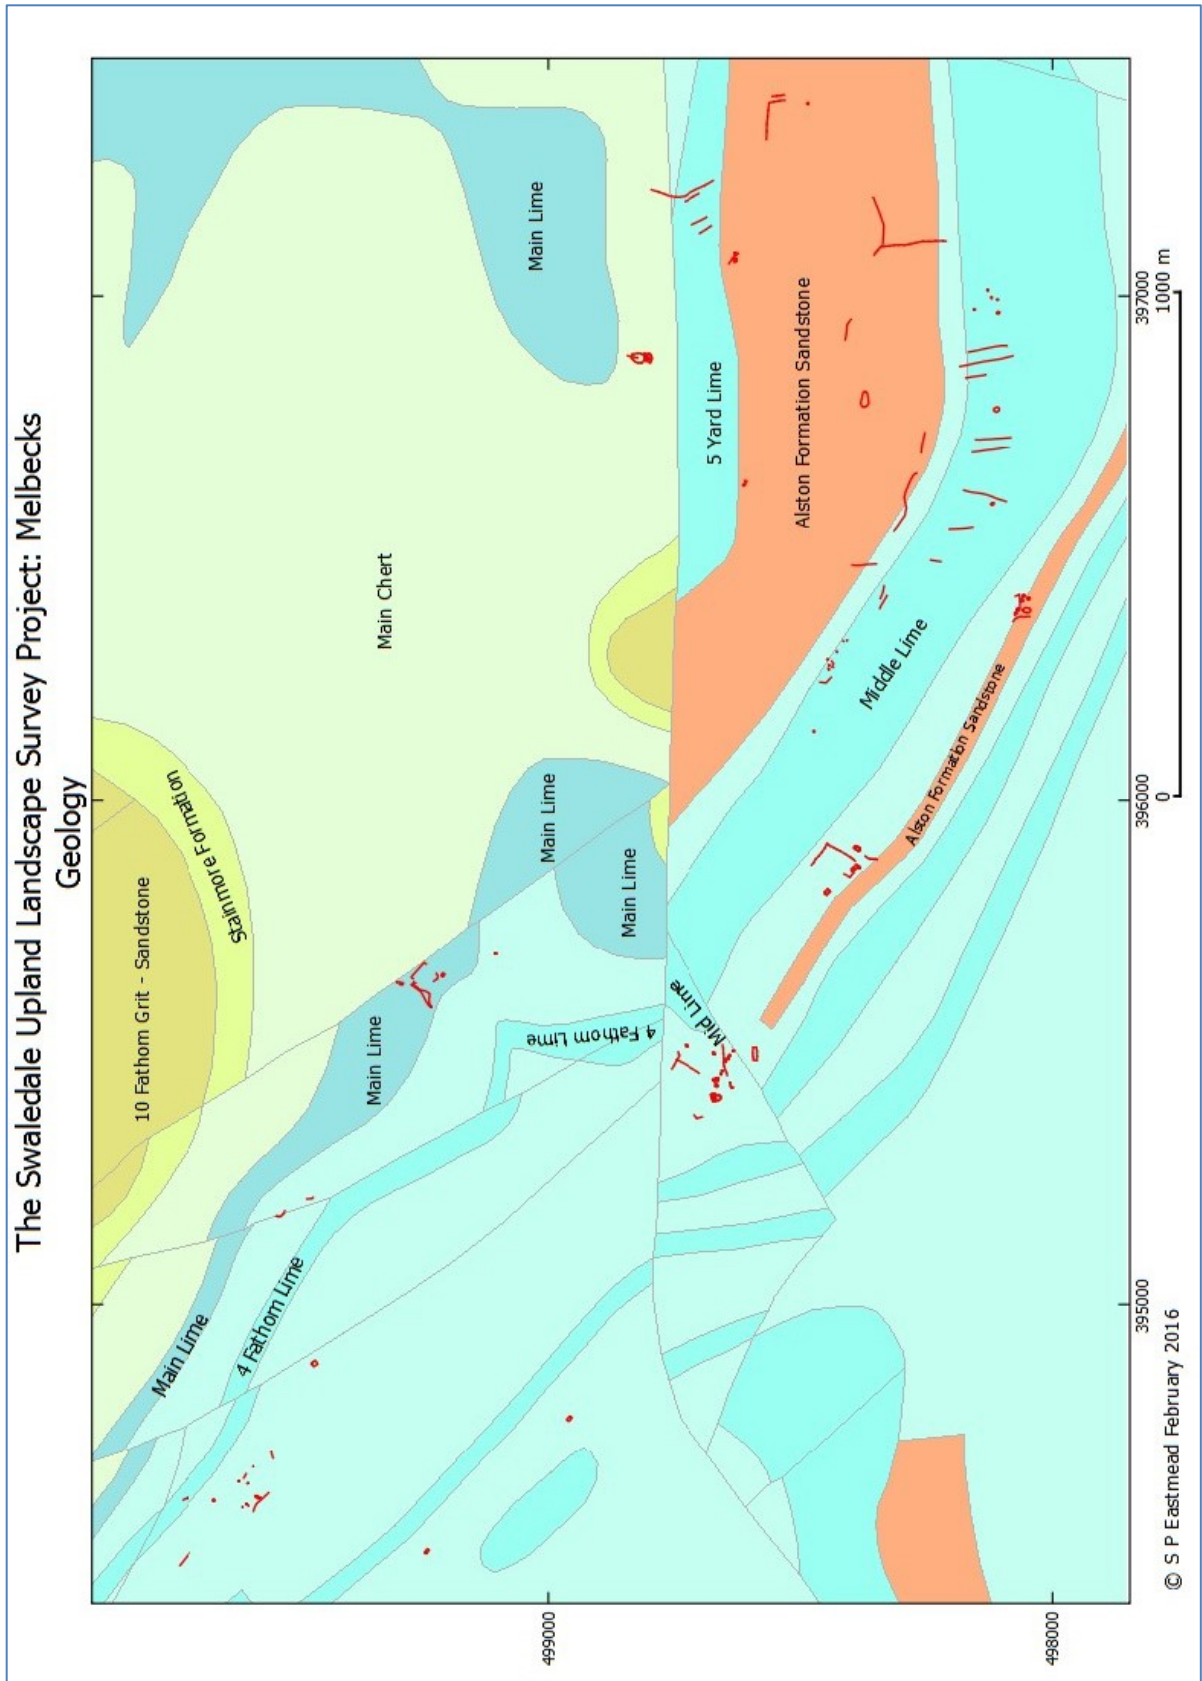 The Swaledale Upland Landscape Survey Project: Melbecks
Geology
10 Fathom Grit - Sandstone
Stainmore Formation
Main Chert
Main Lime
Main Lime
Main Lime
Main Lime
Main Lime
4 Fathom Lime
4 Fathom Lime
Mid Lime
5 Yard Lime
Alston Formation Sandstone
Middle Lime
Alston Formation Sandstone
499000
498000
395000
396000
397000
0
1000 m
© S P Eastmead February 2016